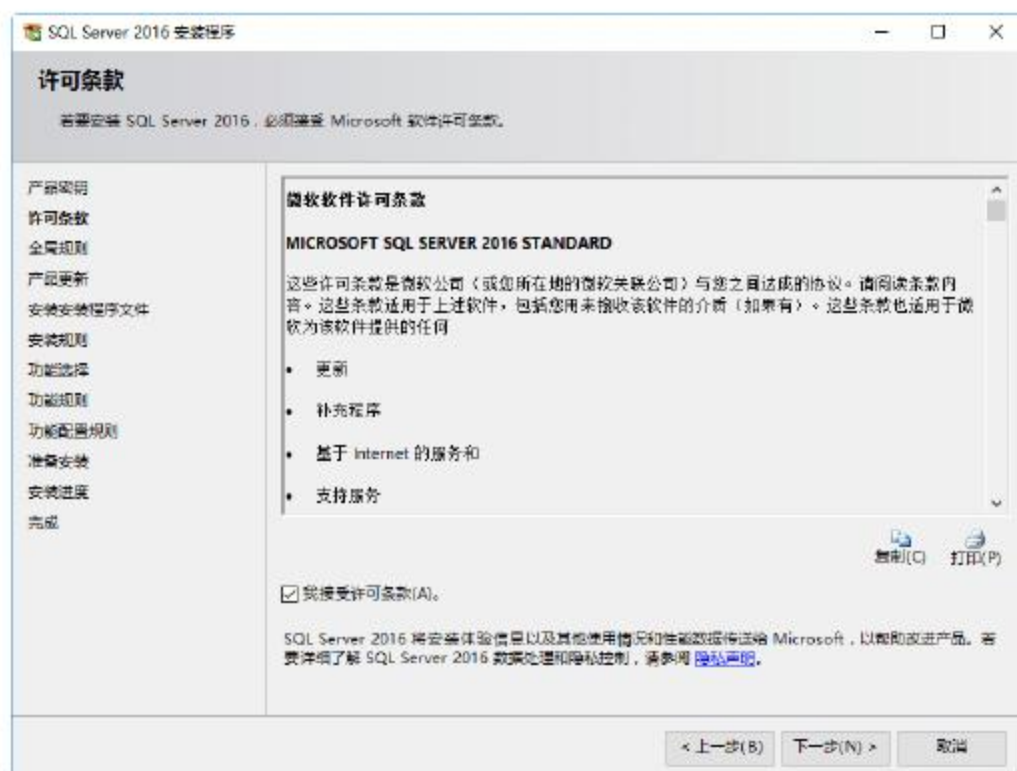 SQL Server 2016 安装程序
许可条款
若要安装 SQL Server 2016，必须接受 Microsoft 软件许可条款。
产品密钥
许可条款
全局规则
产品更新
安装安装程序文件
安装规则
功能选择
功能规则
功能配置规则
准备安装
安装进度
完成
微软软件许可条款
MICROSOFT SQL SERVER 2016 STANDARD
这些许可条款是微软公司（或您所在地的微软关联公司）与您之间达成的协议。请阅读条款内
容。这些条款适用于上述软件，包括您用来接收该软件的介质（如果有）。这些条款也适用于微
软为该软件提供的任何
• 更新
• 补充程序
• 基于 Internet 的服务和
• 支持服务
复制(C) 打印(P)
我接受许可条款(A)。
SQL Server 2016 将安装体验信息以及其他使用情况和性能数据传送给 Microsoft，以帮助改进产品。若
要详细了解 SQL Server 2016 数据处理和隐私控制，请参阅 隐私声明。
< 上一步(B) 下一步(N) > 取消